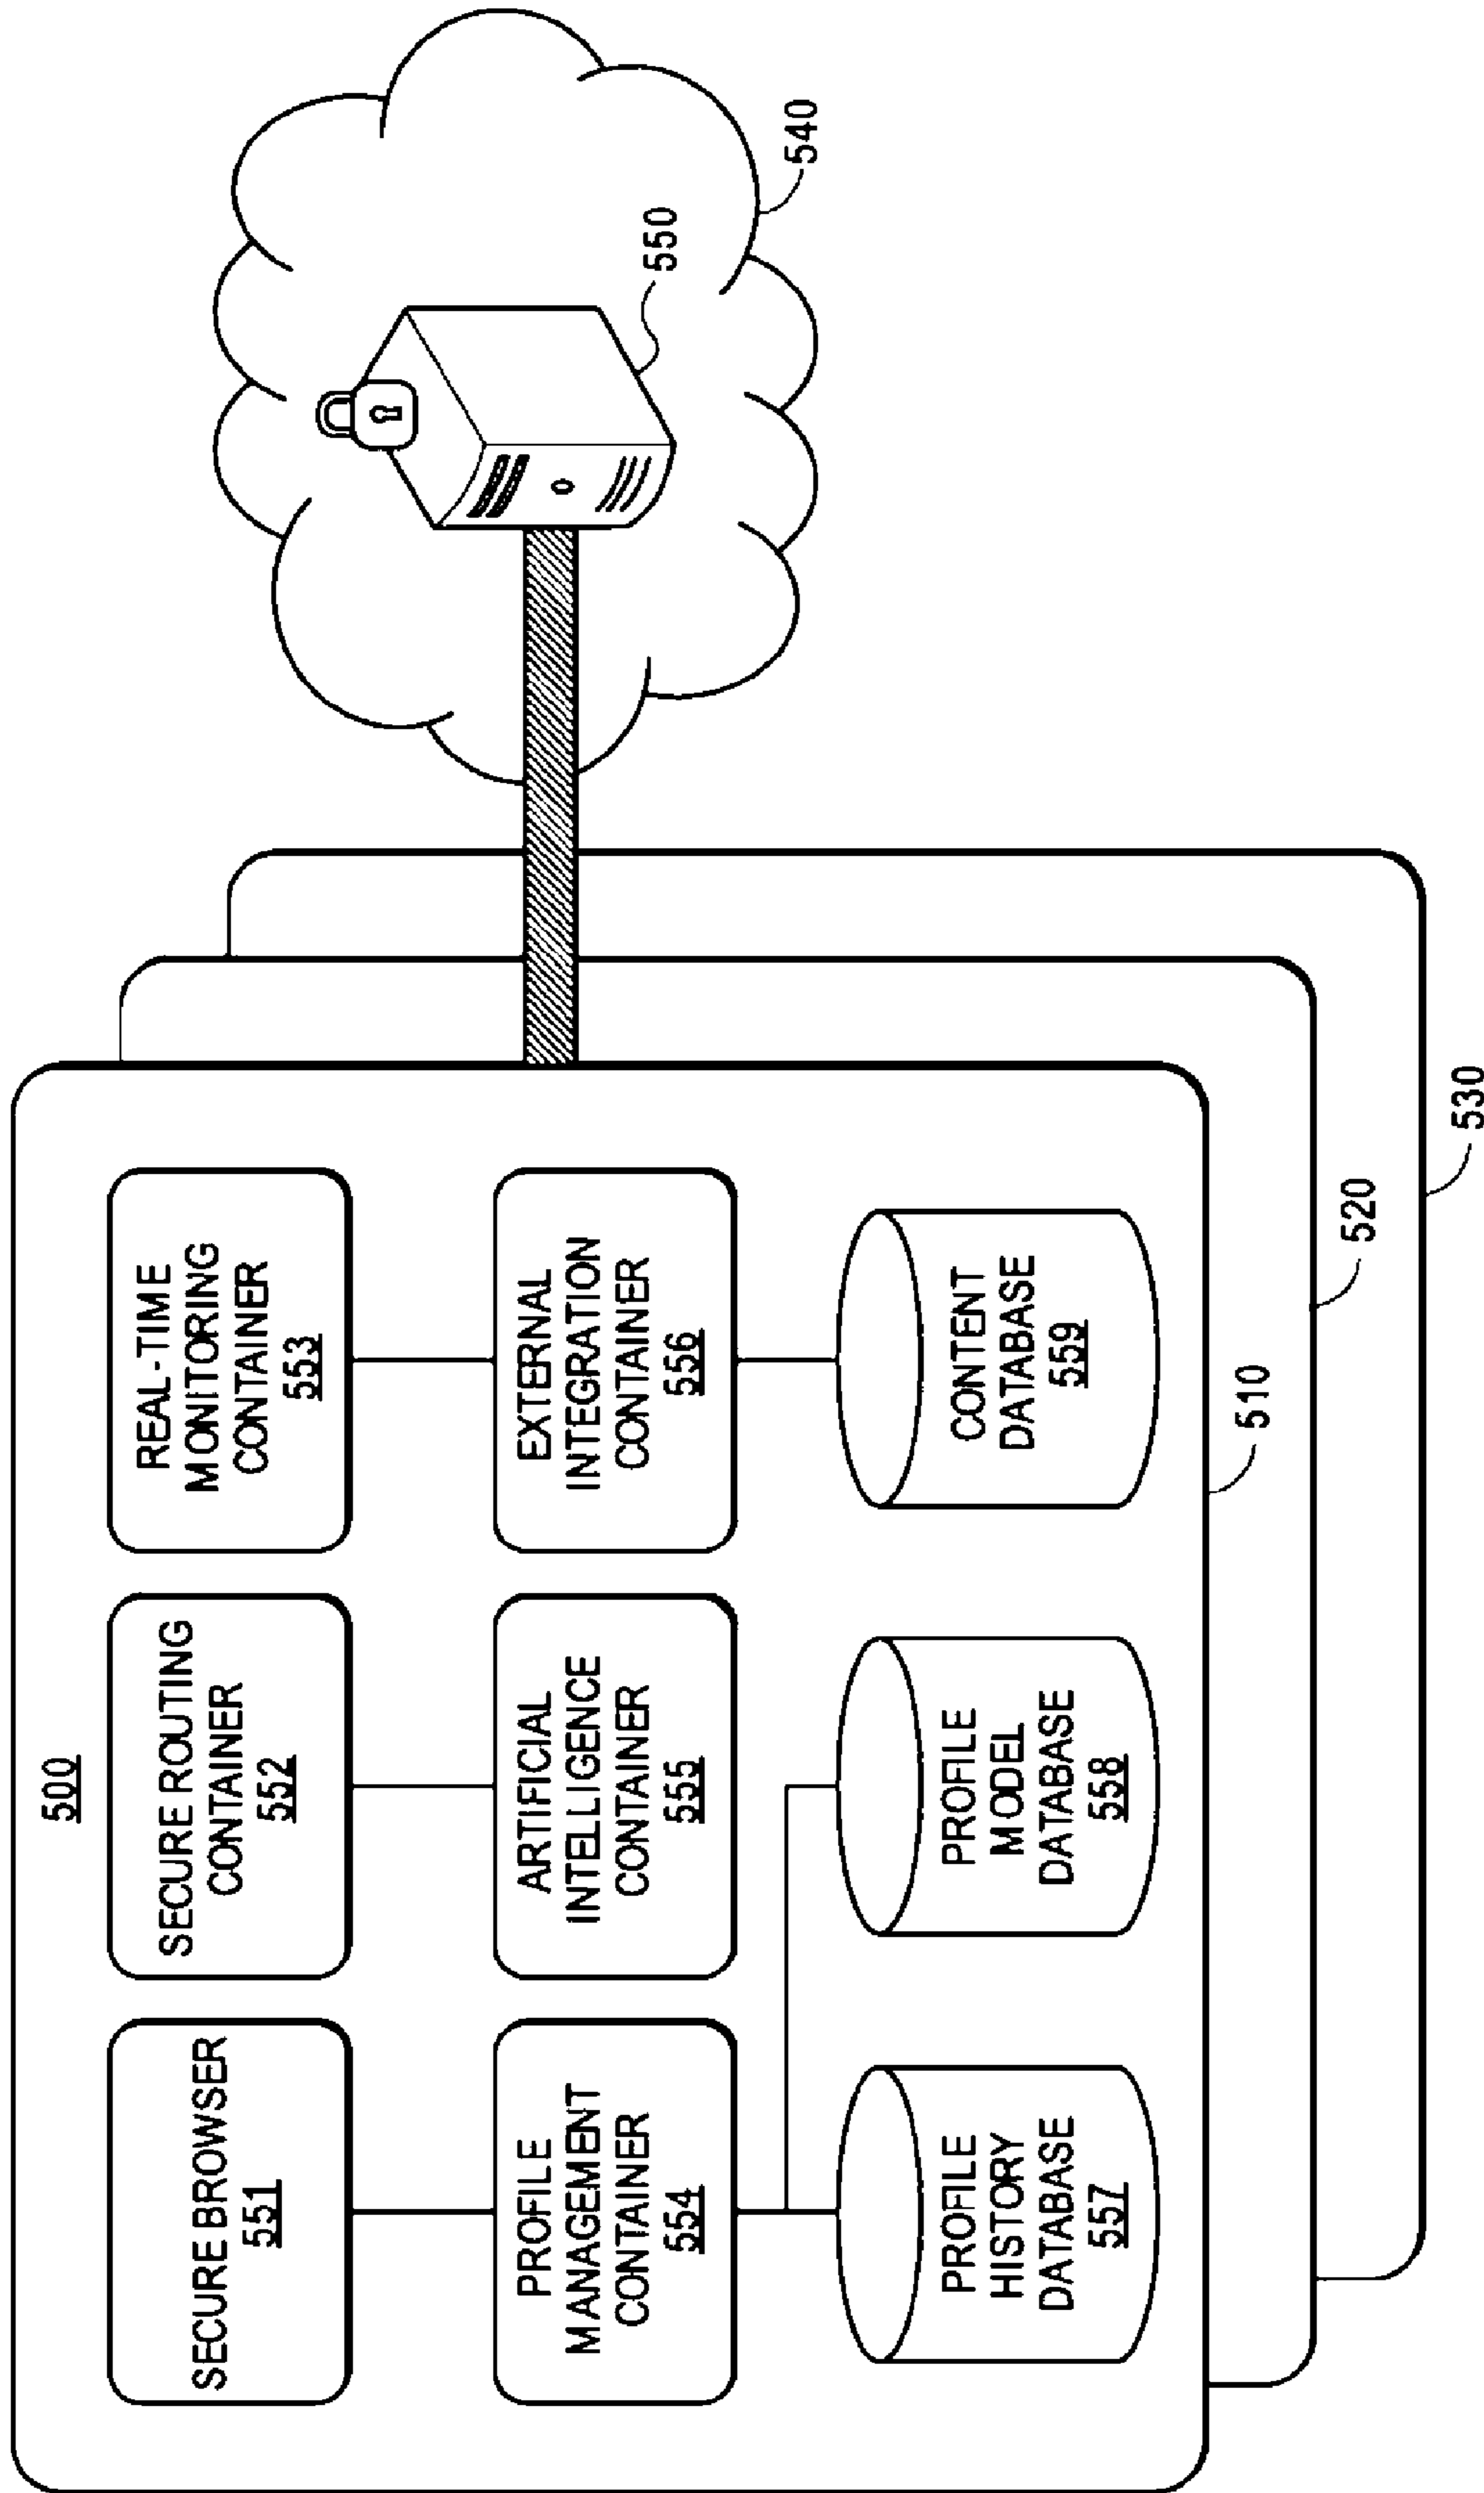 500
SECURE BROWSER
551
SECURE ROUTING
CONTAINER
552
REAL-TIME
MONITORING
CONTAINER
553
PROFILE
MANAGEMENT
CONTAINER
554
ARTIFICIAL
INTELLIGENCE
CONTAINER
555
EXTERNAL
INTEGRATION
CONTAINER
556
PROFILE
HISTORY
DATABASE
557
PROFILE
MODEL
DATABASE
558
CONTENT
DATABASE
559
510
520
530
550
540